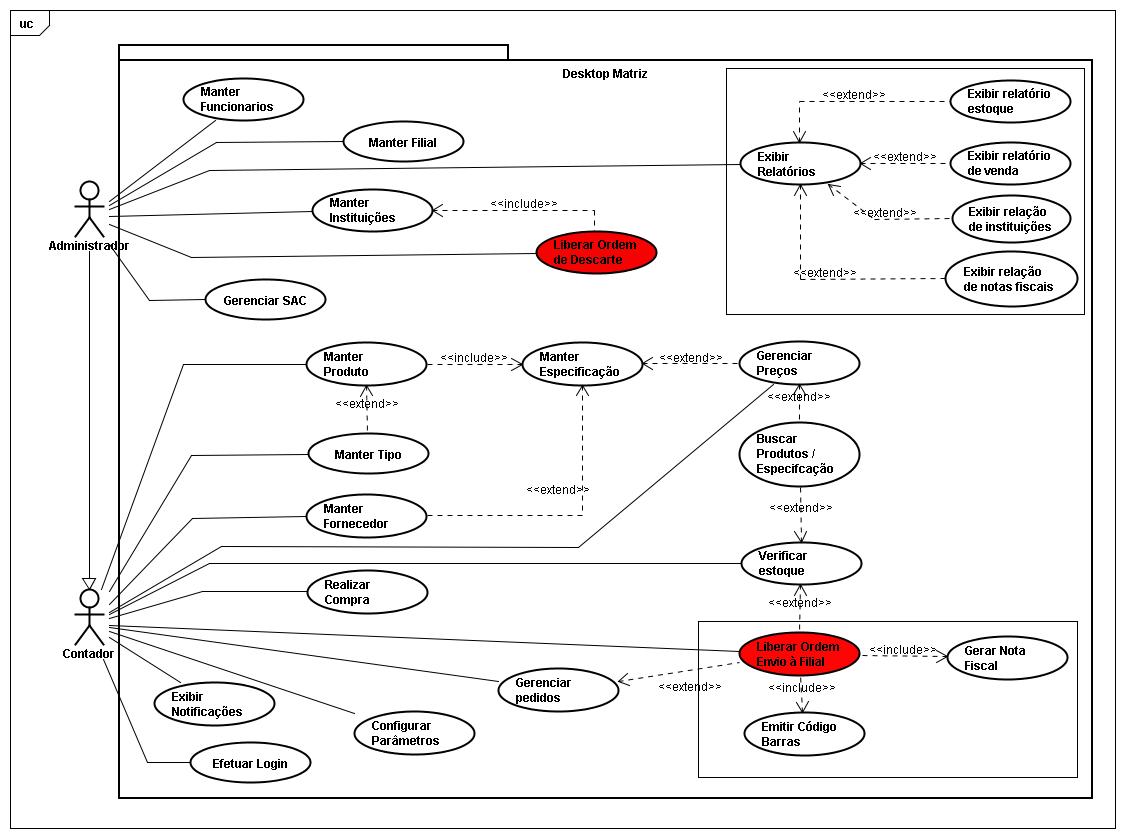 uc
Desktop Matriz
Manter
Funcionarios
Manter Filial
Manter
Instituições
<<include>>
Liberar Ordem
de Descarte
Administrador
Gerenciar SAC
<<extend>>
Exibir relatório
estoque
Exibir
Relatórios
<<extend>>
Exibir relatório
de venda
<<extend>>
Exibir relação
de instituições
<<extend>>
Exibir relação
de notas fiscais
Manter
Produto
<<include>>
Manter
Especificação
<<extend>>
Gerenciar
Preços
<<extend>>
<<extend>>
Manter Tipo
Buscar
Produtos /
Especifcação
<<extend>>
Manter
Fornecedor
<<extend>>
Verificar
estoque
Realizar
Compra
<<extend>>
Contador
Liberar Ordem
Envio à Filial
<<include>>
Gerar Nota
Fiscal
Gerenciar
pedidos
<<extend>>
<<include>>
Exibir
Notificações
Configurar
Parâmetros
Emitir Código
Barras
Efetuar Login